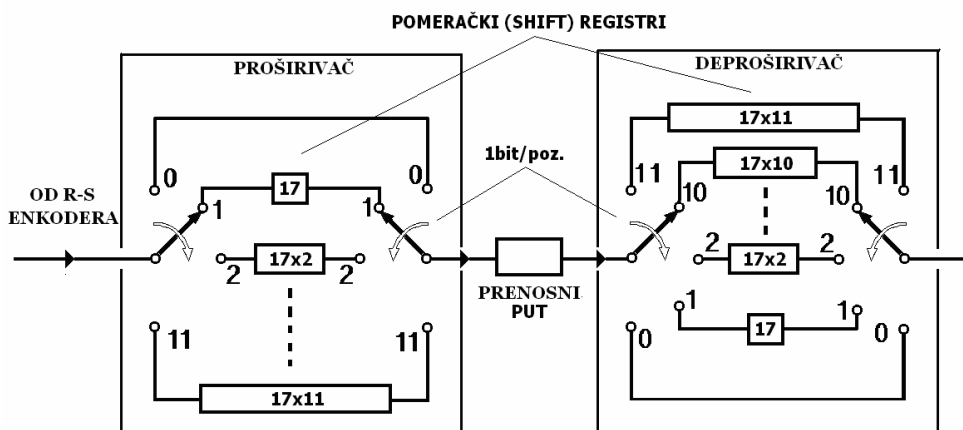 POMERAČKI (SHIFT) REGISTRI
PROŠIRIVAČ
DEPROŠIRIVAČ
17x11
1bit/poz.
0
0
17
1
1
11
11
17x10
10
10
OD R-S
ENKODERA
2
17x2
2
2
17x2
2
PRENOSNI
PUT
1
17
1
0
0
11
11
17x11